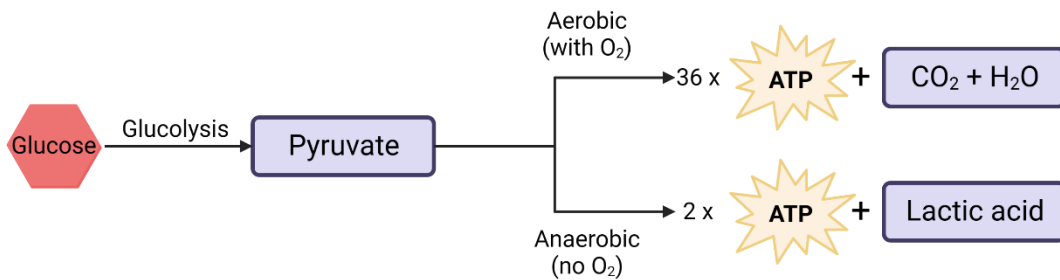 Glucose
Glucolysis
Pyruvate
Aerobic
(with O₂)
36 x
ATP
+
CO₂ + H₂O
Anaerobic
(no O₂)
2 x
ATP
+
Lactic acid